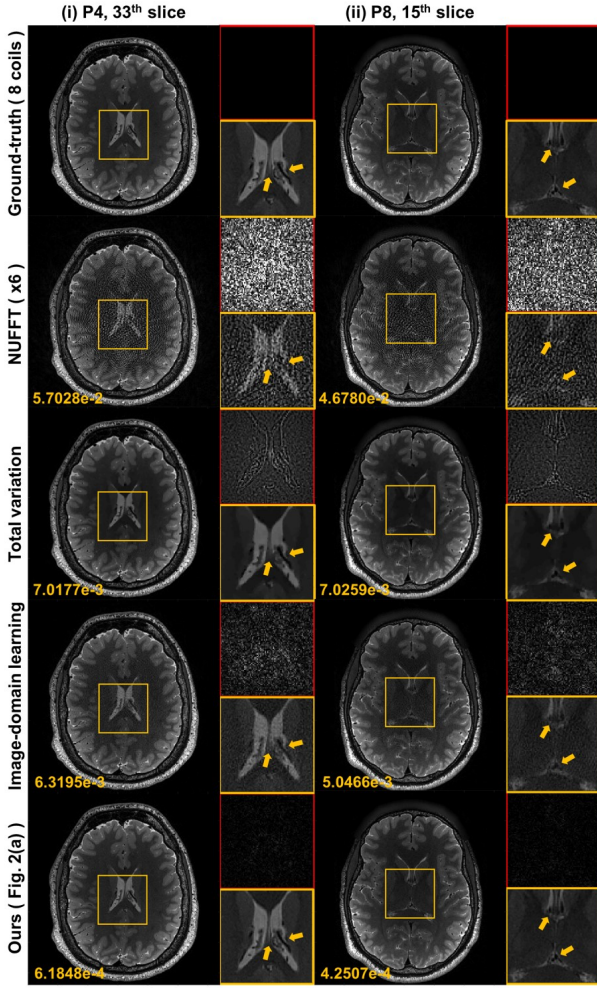 (i) P4, 33th slice
(ii) P8, 15th slice
Ground-truth ( 8 coils)
NUFFT ( x6)
5.7028e-2
4.6780e-2
Total variation
7.0177e-3
7.0259e-3
Image-domain learning
6.3195e-3
5.0466e-3
Ours ( Fig. 2(a) )
6.1848e-4
4.2507e-4